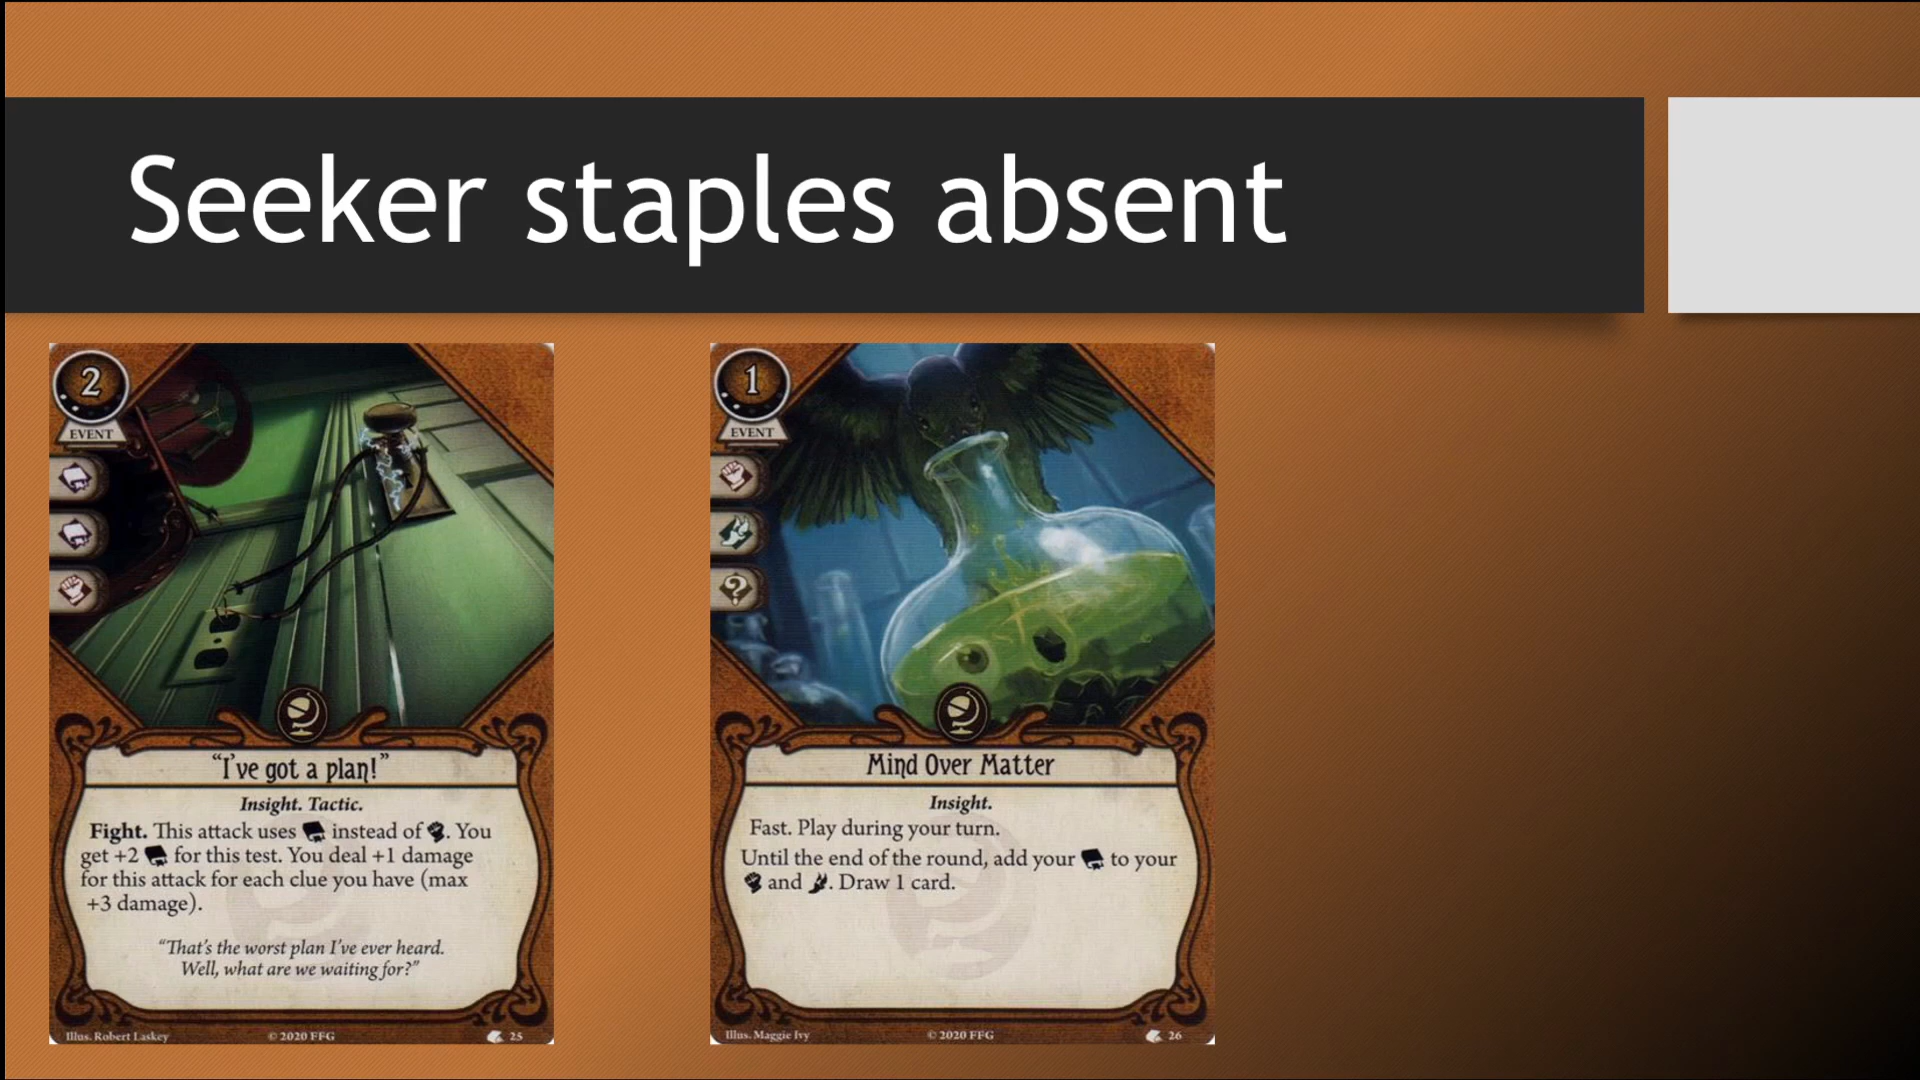 Seeker staples absent
2
EVENT
“I’ve got a plan!”
Insight. Tactic.
Fight. This attack uses instead of . You
get +2 for this test. You deal +1 damage
for this attack for each clue you have (max
+3 damage).
“That’s the worst plan I’ve ever heard.
Well, what are we waiting for?”
Illus. Robert Laskey
© 2020 FFG
25
1
EVENT
?
Mind Over Matter
Insight.
Fast. Play during your turn.
Until the end of the round, add your to your
and . Draw 1 card.
Illus. Maggie Ivy
© 2020 FFG
26